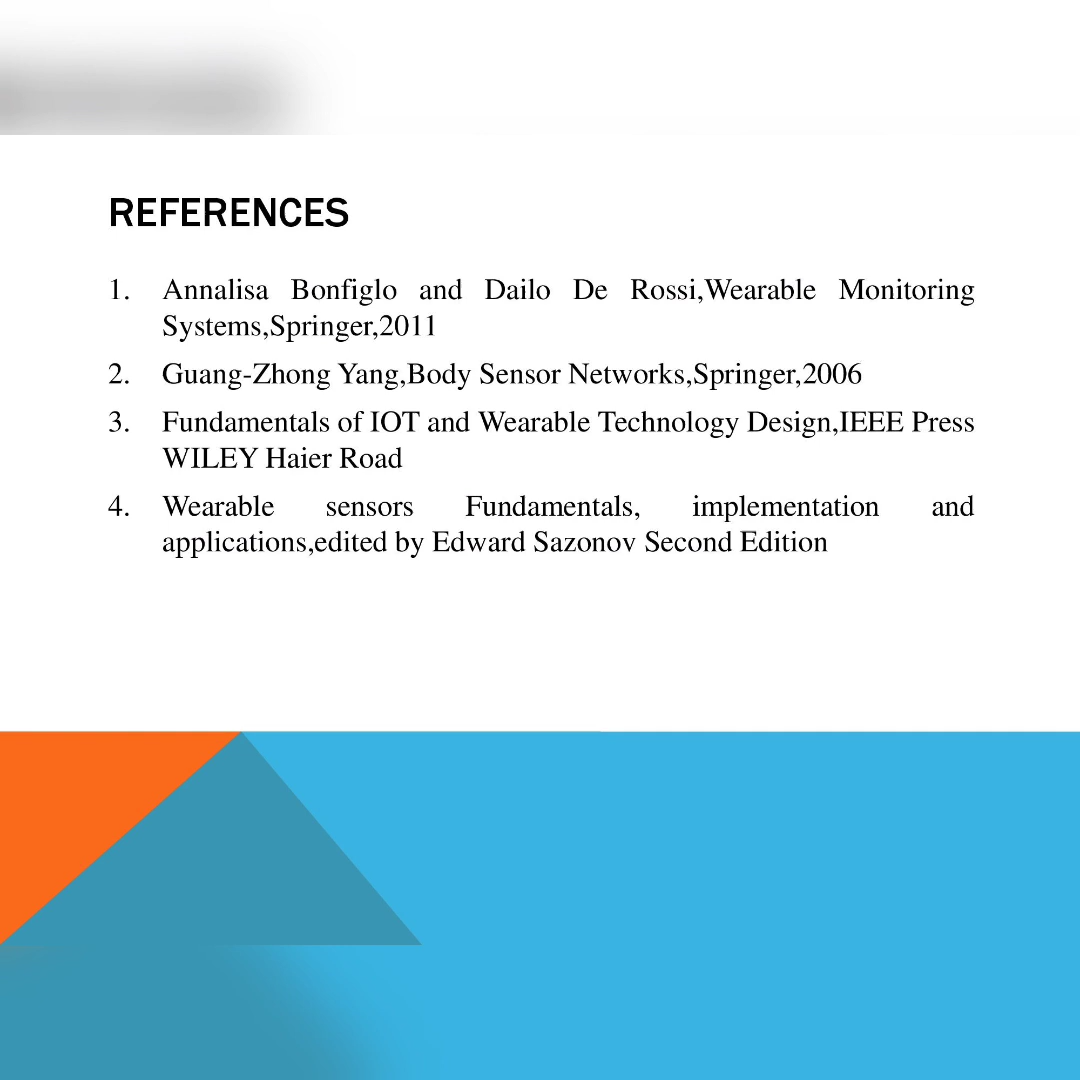 REFERENCES
1. Annalisa Bonfiglo and Dailo De Rossi,Wearable Monitoring
Systems,Springer,2011
2. Guang-Zhong Yang,Body Sensor Networks,Springer,2006
3. Fundamentals of IOT and Wearable Technology Design,IEEE Press
WILEY Haier Road
4. Wearable sensors Fundamentals, implementation and
applications,edited by Edward Sazonov Second Edition